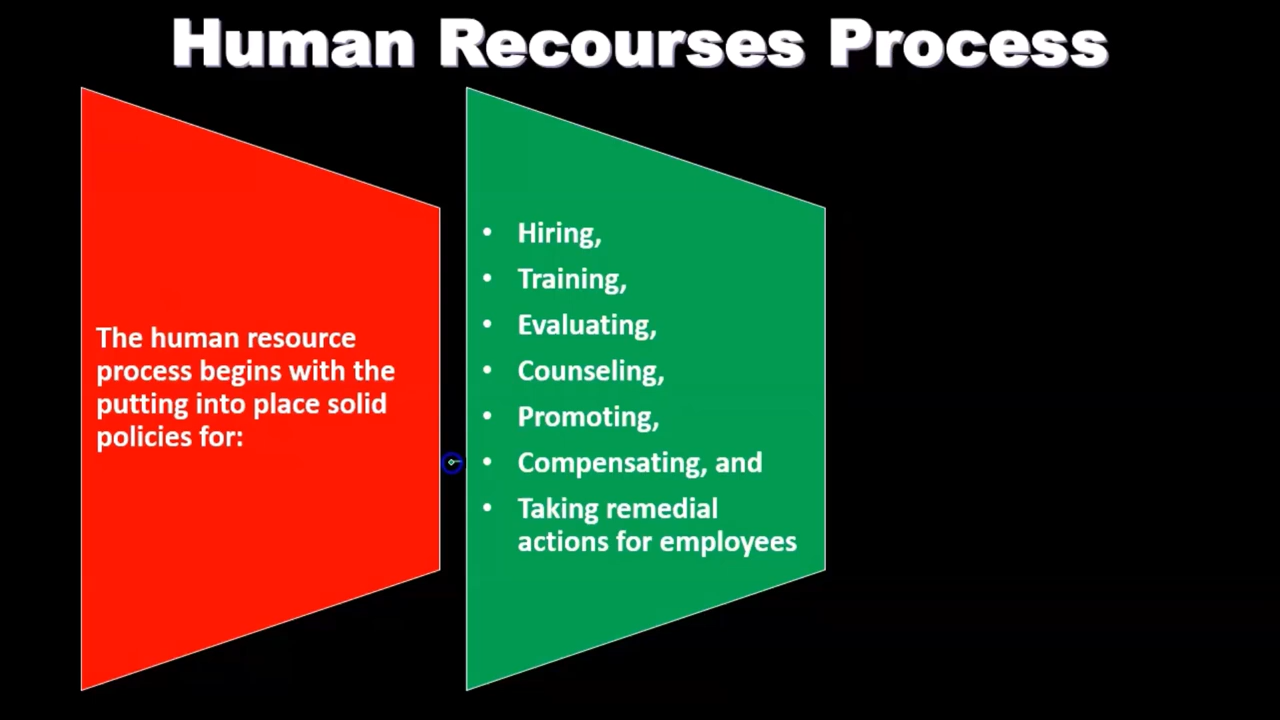 Human Recourses Process
The human resource
process begins with the
putting into place solid
policies for:
• Hiring,
• Training,
• Evaluating,
• Counseling,
• Promoting,
• Compensating, and
• Taking remedial
actions for employees